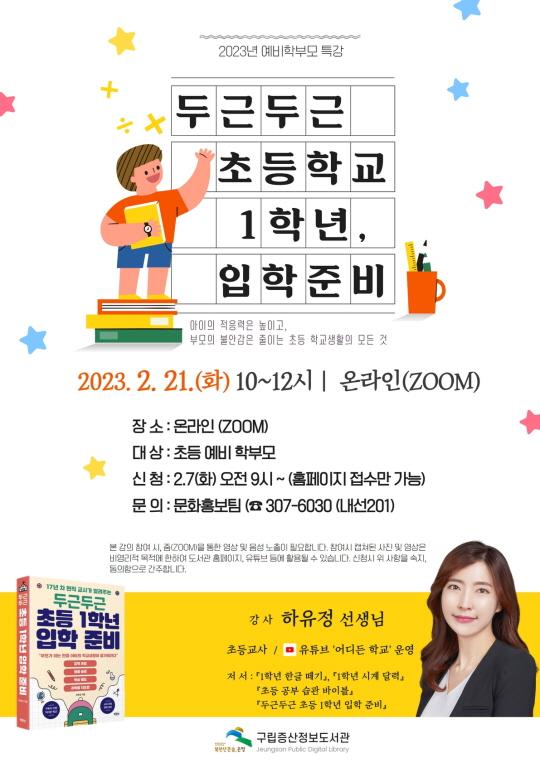 2023년 예비학부모 특강
두근두근
초등학교
1학년,
입학준비
아이의 적응력은 높이고,
부모의 불안감은 줄이는 초등 학교생활의 모든 것
2023. 2. 21.(화) 10~12시 | 온라인(ZOOM)
장 소 : 온라인 (ZOOM)
대 상 : 초등 예비 학부모
신 청 : 2.7(화) 오전 9시 ~ (홈페이지 접수만 가능)
문 의 : 문화홍보팀 (☎ 307-6030 (내선201)
본 강의 참여 시, 줌(ZOOM)을 통한 영상 및 음성 노출이 필요합니다. 참여시 캡쳐된 사진 및 영상은
비영리적 목적에 한하여 도서관 홈페이지, 유튜브 등에 활용될 수 있습니다. 신청시 위 사항을 숙지,
동의함으로 간주합니다.
17년 차 현직 교사가 알려주는
두근두근
초등 1학년
입학 준비
두근두근 초등 1학년 입학 준비
강사 하유정 선생님
초등교사 / 유튜브 '어디든 학교' 운영
저 서 : 『1학년 한글 떼기』, 『1학년 시계 달력』
『초등 공부 습관 바이블』
『두근두근 초등 1학년 입학 준비』
구립증산정보도서관
Jeungsan Public Digital Library